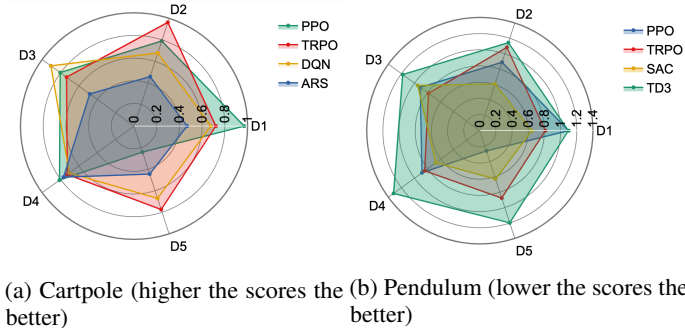 D2
D3
D1
D4
D5
0
0.2
0.4
0.6
0.8
1
PPO
TRPO
DQN
ARS
D2
D3
D1
D4
D5
0
0.2
0.4
0.6
0.8
1
1.2
1.4
PPO
TRPO
SAC
TD3
(a) Cartpole (higher the scores the
better)
(b) Pendulum (lower the scores the
better)